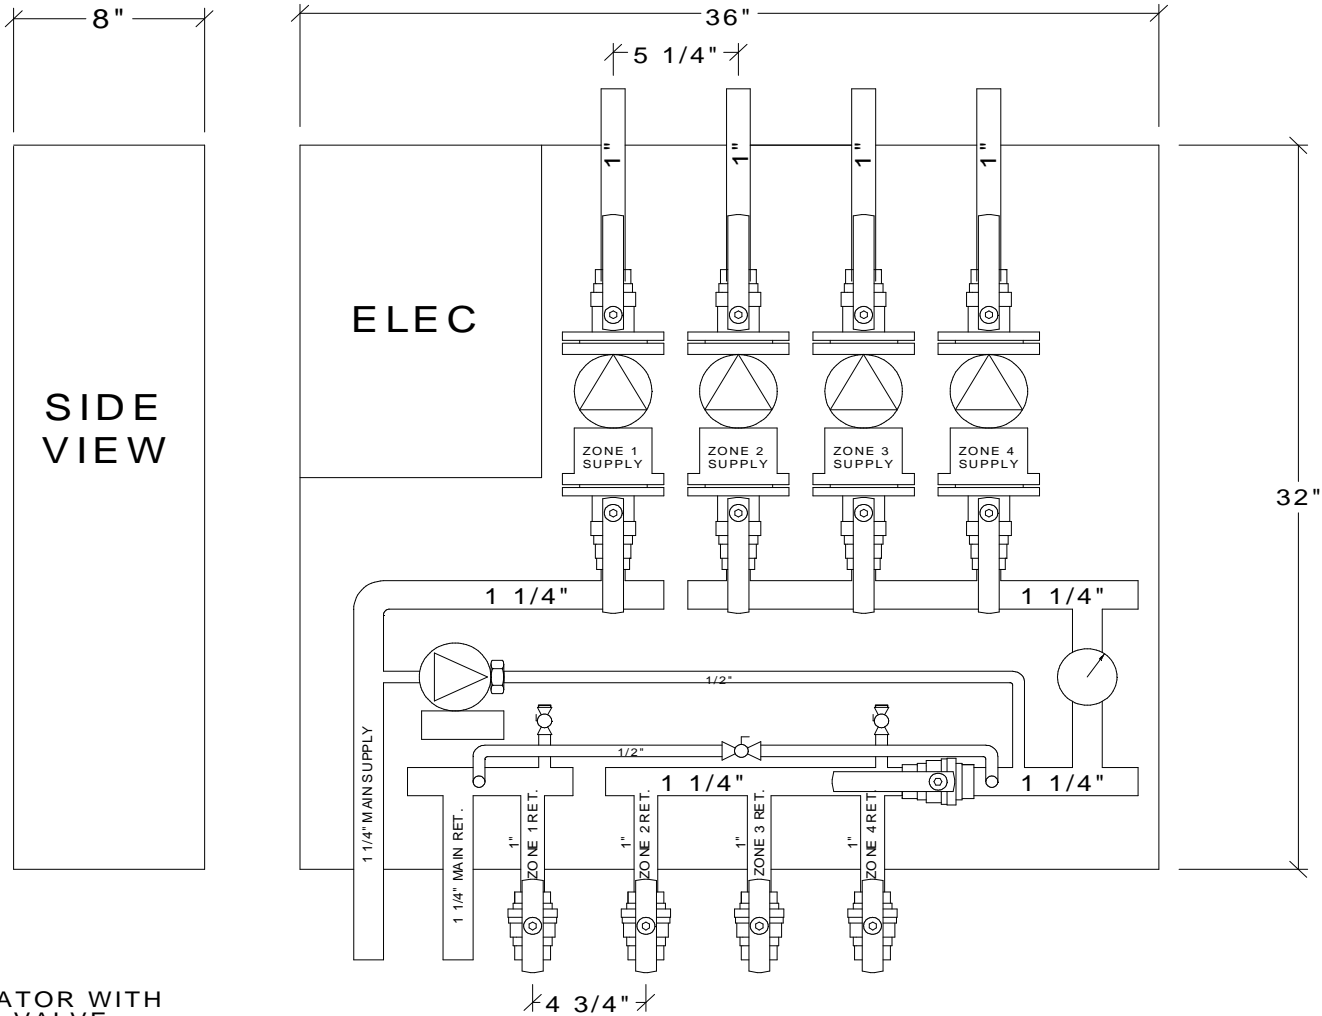 8"
36"
5 1/4"
1"
1"
1"
1"
ELEC
SIDE
VIEW
ZONE 1
SUPPLY
ZONE 2
SUPPLY
ZONE 3
SUPPLY
ZONE 4
SUPPLY
32"
1 1/4"
1 1/4"
1/2"
1/2"
1 1/4"
1 1/4"
1 1/4" MAIN SUPPLY
1 1/4" MAIN RET.
1"
ZONE 1 RET.
1"
ZONE 2 RET.
1"
ZONE 3 RET.
1"
ZONE 4 RET.
4 3/4"
WITH